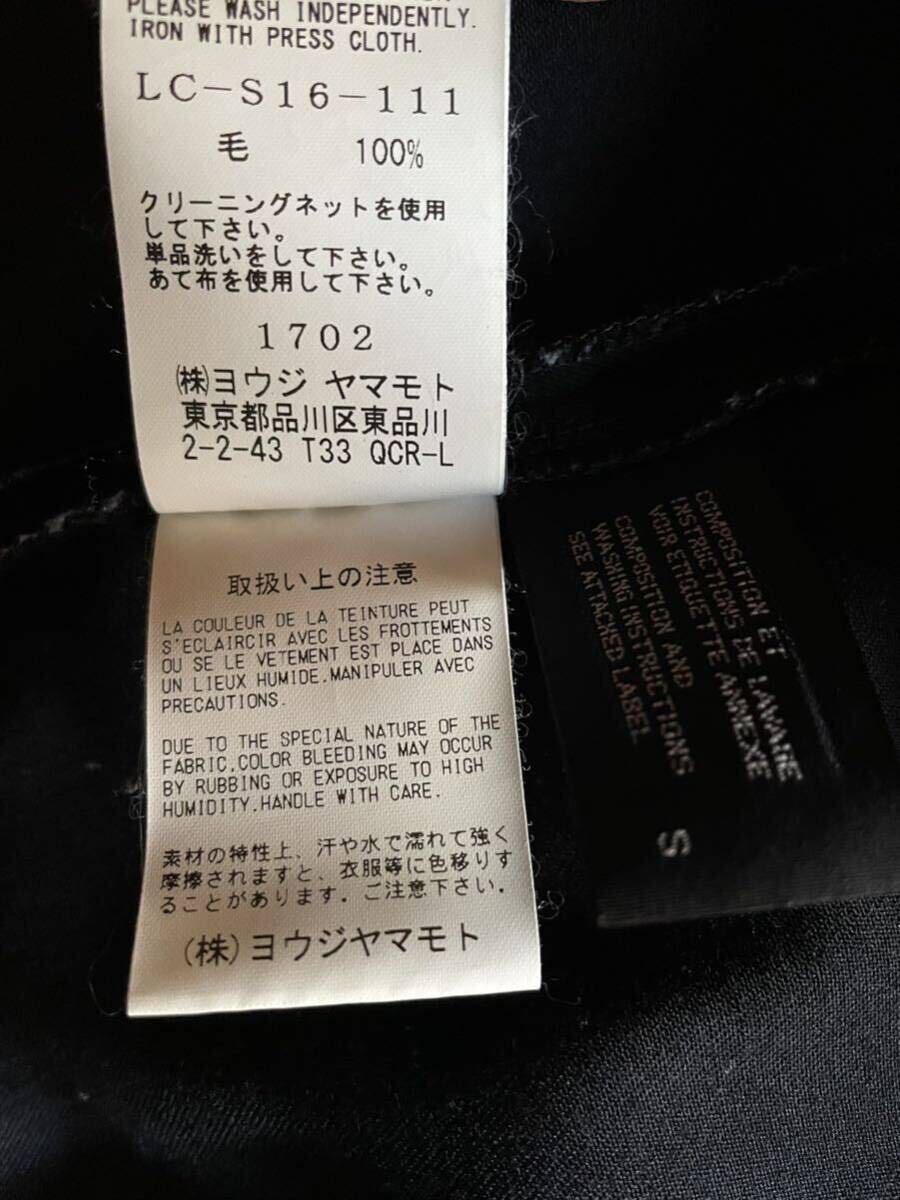 PLEASE WASH INDEPENDENTLY.
IRON WITH PRESS CLOTH.
LC-S16-111
毛 100%
クリーニングネットを使用
して下さい。
単品洗いをして下さい。
あて布を使用して下さい。
1702
㈱ヨウジ ヤマモト
東京都品川区東品川
2-2-43 T33 QCR-L
取扱い上の注意
LA COULEUR DE LA TEINTURE PEUT
S'ECLAIRCIR AVEC LES FROTTEMENTS
OU SE LE VETEMENT EST PLACE DANS
UN LIEUX HUMIDE.MANIPULER AVEC
PRECAUTIONS.
DUE TO THE SPECIAL NATURE OF THE
FABRIC,COLOR BLEEDING MAY OCCUR
BY RUBBING OR EXPOSURE TO HIGH
HUMIDITY.HANDLE WITH CARE.
素材の特性上、汗や水で濡れて強く
摩擦されますと、衣服等に色移りす
ることがあります。ご注意下さい。
(株)ヨウジヤマモト
COMPOSITION ET
INSTRUCTIONS DE LAVAGE
VOIR ETIQUETTE ANNEXE
COMPOSITION AND
WASHING INSTRUCTIONS
SEE ATTACHED LABEL
S